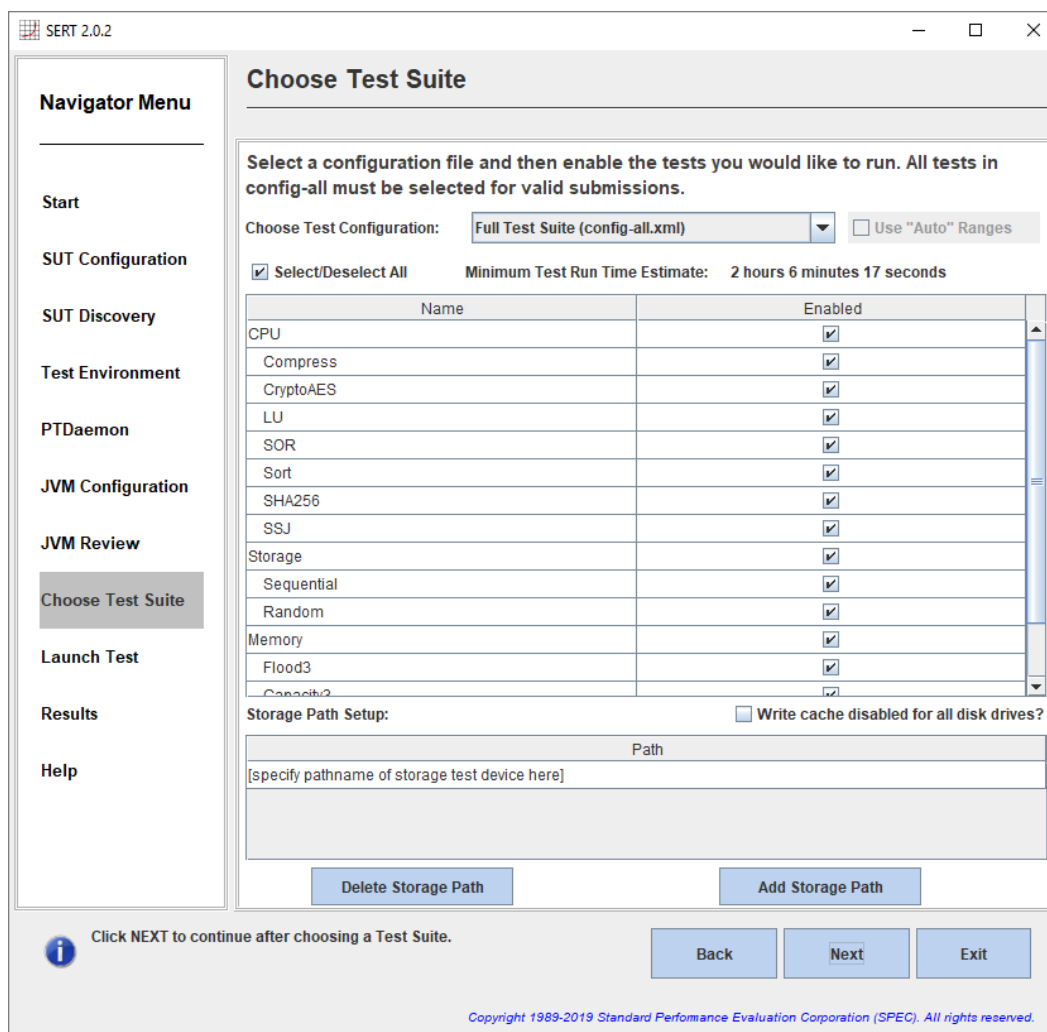 SERT 2.0.2
Navigator Menu
Start
SUT Configuration
SUT Discovery
Test Environment
PTDaemon
JVM Configuration
JVM Review
Choose Test Suite
Launch Test
Results
Help
Choose Test Suite
Select a configuration file and then enable the tests you would like to run. All tests in
config-all must be selected for valid submissions.
Choose Test Configuration: Full Test Suite (config-all.xml) Use "Auto" Ranges
Select/Deselect All Minimum Test Run Time Estimate: 2 hours 6 minutes 17 seconds
Name Enabled
CPU
Compress
CryptoAES
LU
SOR
Sort
SHA256
SSJ
Storage
Sequential
Random
Memory
Flood3
Capacity3
Storage Path Setup: Write cache disabled for all disk drives?
Path
[specify pathname of storage test device here]
Delete Storage Path Add Storage Path
Click NEXT to continue after choosing a Test Suite.
Back Next Exit
Copyright 1989-2019 Standard Performance Evaluation Corporation (SPEC). All rights reserved.